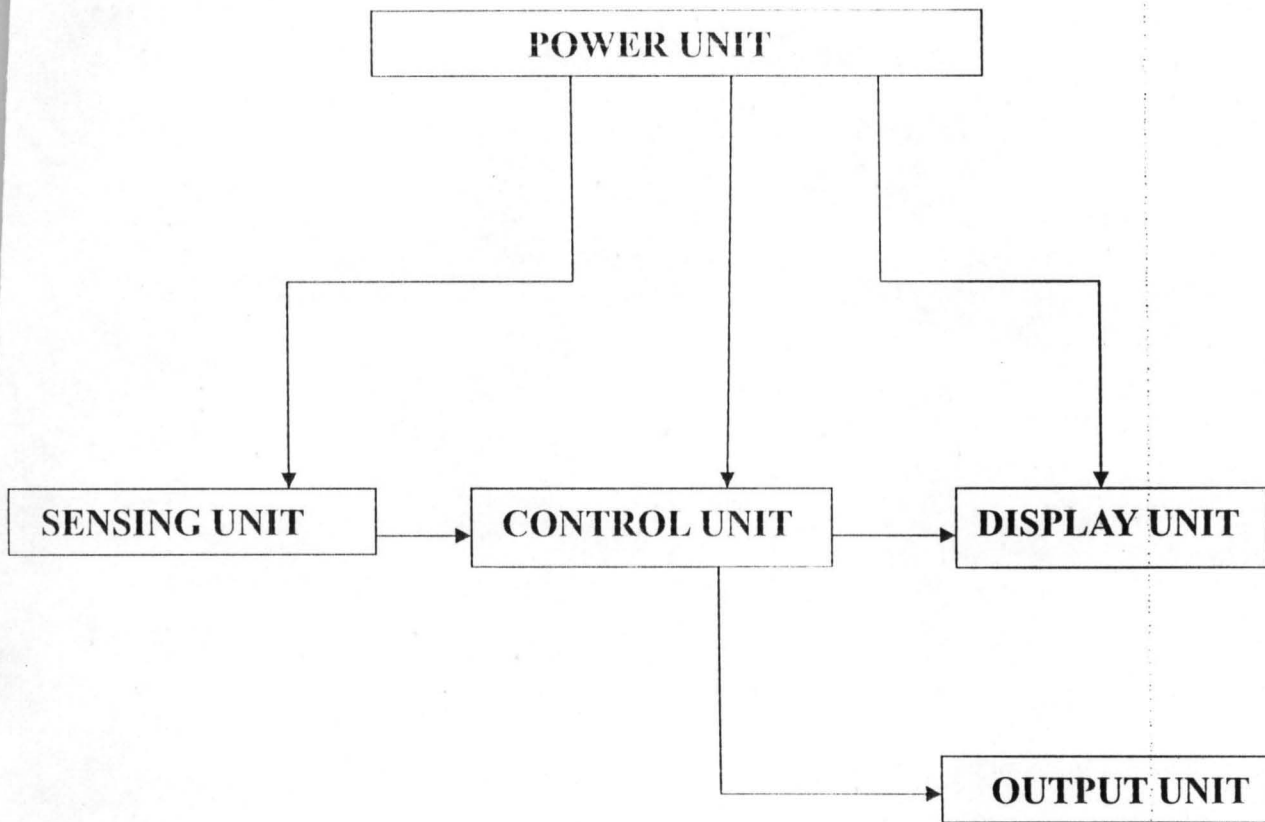 POWER UNIT
SENSING UNIT
CONTROL UNIT
DISPLAY UNIT
OUTPUT UNIT